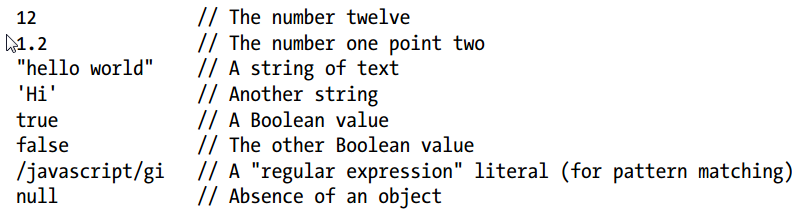 12 // The number twelve
1.2 // The number one point two
"hello world" // A string of text
'Hi' // Another string
true // A Boolean value
false // The other Boolean value
/javascript/gi // A "regular expression" literal (for pattern matching)
null // Absence of an object